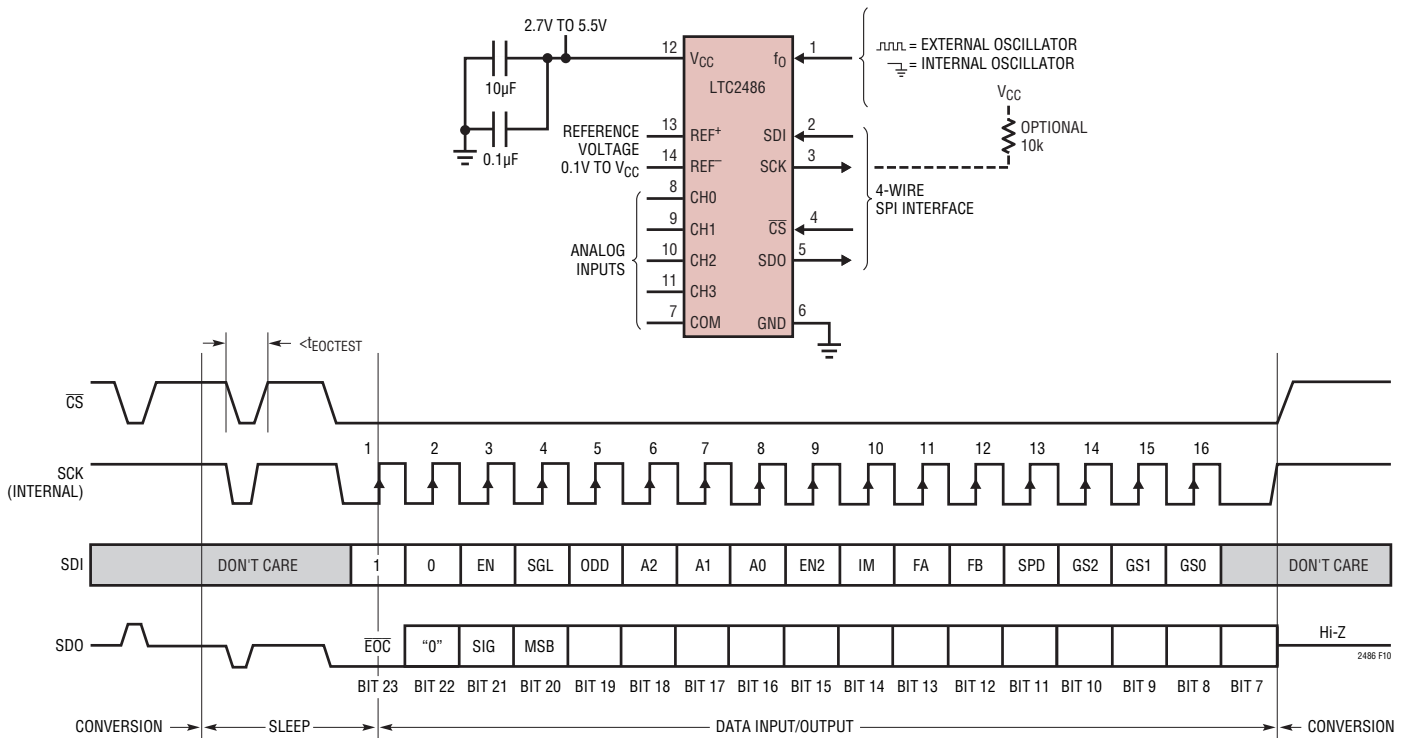 2.7V TO 5.5V
10µF
0.1µF
REFERENCE
VOLTAGE
0.1V TO VCC
ANALOG
INPUTS
12
13
14
8
9
10
11
7
VCC
REF+
REF–
CH0
CH1
CH2
CH3
COM
LTC2486
fO
SDI
SCK
CS
SDO
GND
1
2
3
4
5
6
= EXTERNAL OSCILLATOR
= INTERNAL OSCILLATOR
VCC
OPTIONAL
10k
4-WIRE
SPI INTERFACE
<tEOCTEST
CS
SCK
(INTERNAL)
1 2 3 4 5 6 7 8 9 10 11 12 13 14 15 16
SDI DON'T CARE 1 0 EN SGL ODD A2 A1 A0 EN2 IM FA FB SPD GS2 GS1 GS0 DON'T CARE
SDO EOC "0" SIG MSB Hi-Z
2486 F10
BIT 23 BIT 22 BIT 21 BIT 20 BIT 19 BIT 18 BIT 17 BIT 16 BIT 15 BIT 14 BIT 13 BIT 12 BIT 11 BIT 10 BIT 9 BIT 8 BIT 7
CONVERSION SLEEP DATA INPUT/OUTPUT CONVERSION